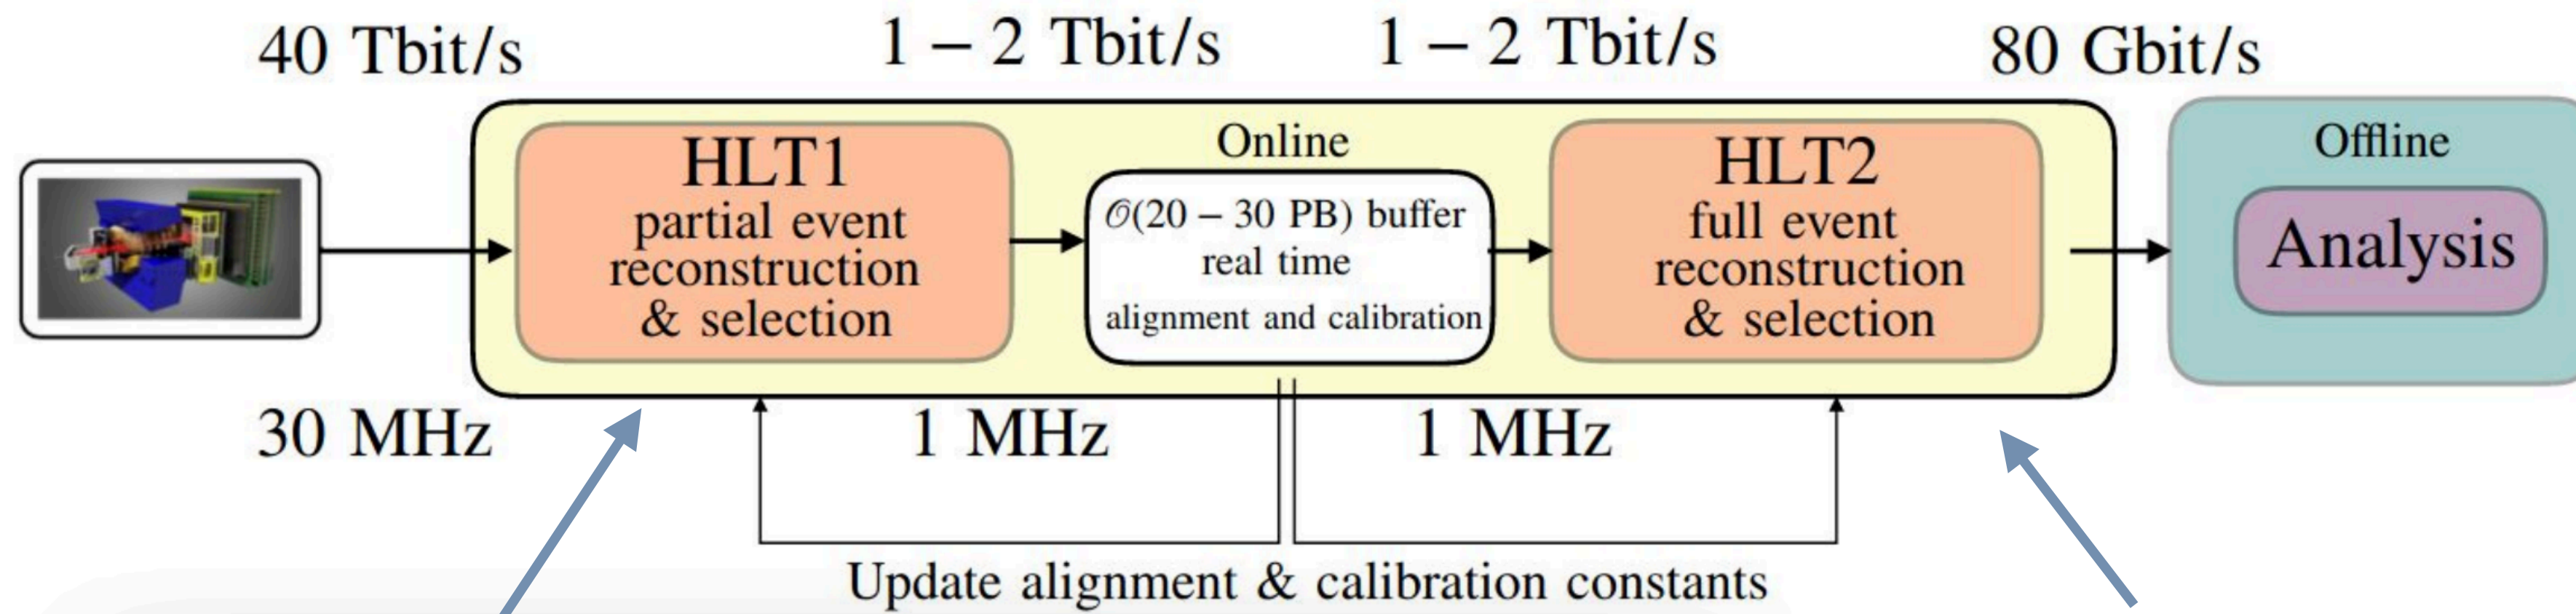 40 Tbit/s
1 – 2 Tbit/s
1 – 2 Tbit/s
80 Gbit/s
HLT1
partial event
reconstruction
& selection
Online
𝒪(20 – 30 PB) buffer
real time
alignment and calibration
HLT2
full event
reconstruction
& selection
Offline
Analysis
30 MHz
1 MHz
1 MHz
Update alignment & calibration constants